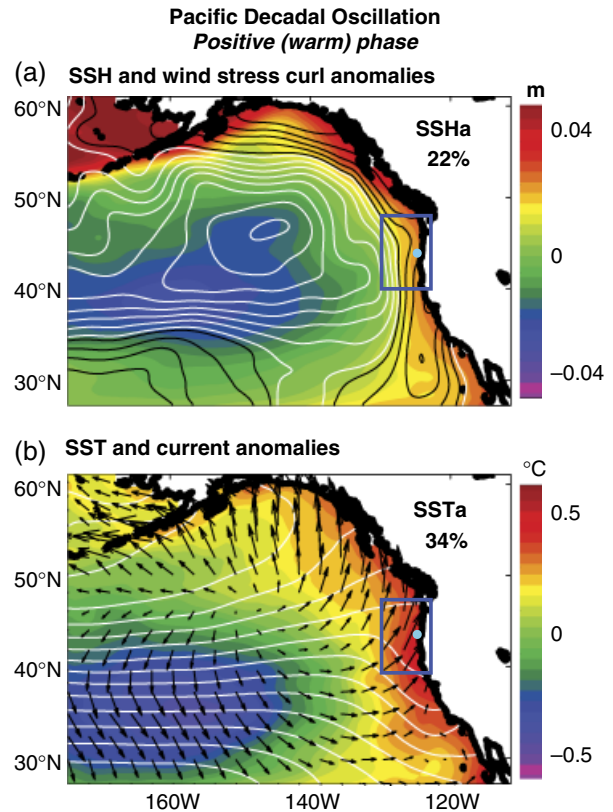 Pacific Decadal Oscillation
Positive (warm) phase
(a) SSH and wind stress curl anomalies
m
60°N
SSHa
22%
0.04
50°N
0
40°N
30°N
−0.04
(b) SST and current anomalies
°C
60°N
SSTa
34%
0.5
50°N
0
40°N
30°N
−0.5
160W 140W 120W